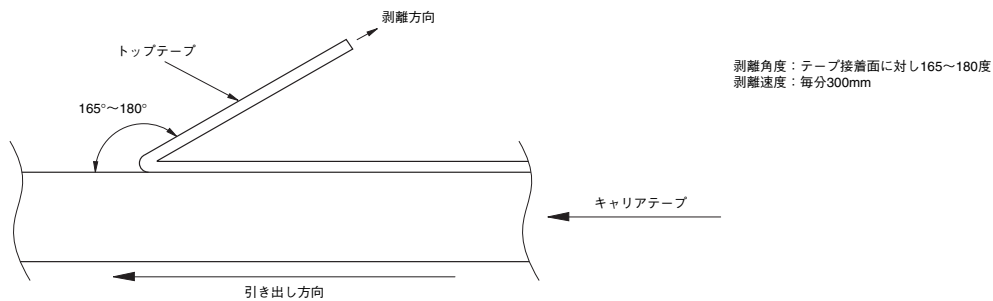 剥離方向
トップテープ
剥離角度：テープ接着面に対し165〜180度
剥離速度：毎分300mm
165°〜180°
キャリアテープ
引き出し方向